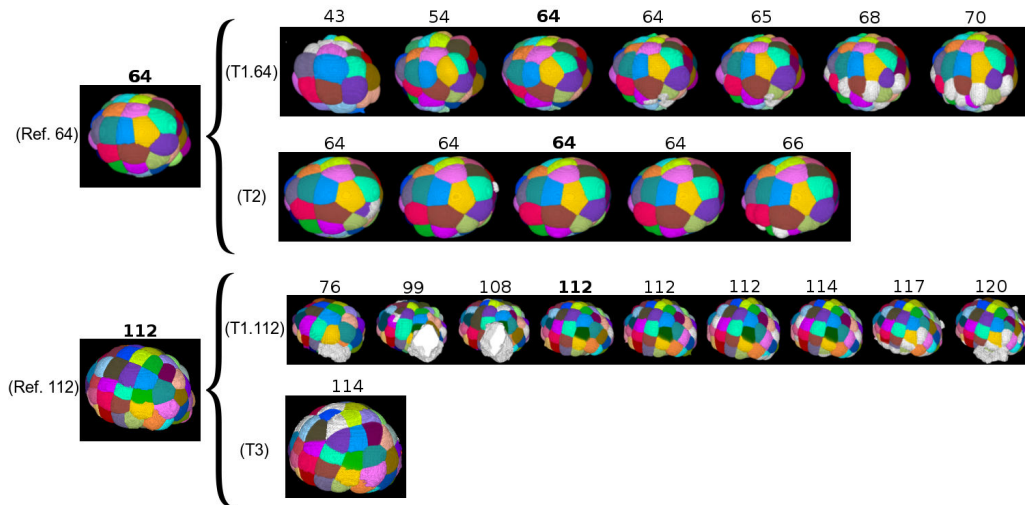 43 54 64 64 65 68 70
(T1.64)
64
(Ref. 64)
64 64 64 64 66
(T2)
76 99 108 112 112 112 114 117 120
(T1.112)
112
(Ref. 112)
114
(T3)